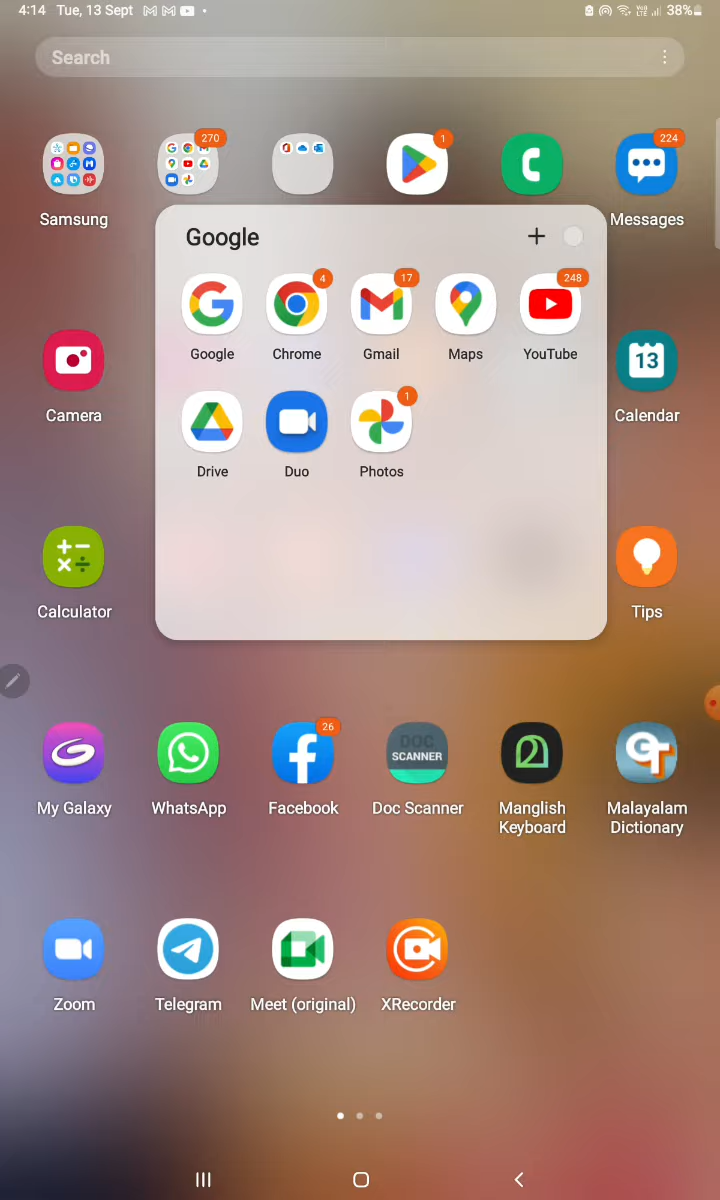 4:14 Tue, 13 Sept
38%
Search
270
1
224
Samsung
Messages
Google
4
17
248
Google
Chrome
Gmail
Maps
YouTube
13
Camera
Calendar
1
Drive
Duo
Photos
Calculator
Tips
26
DOC
SCANNER
My Galaxy
WhatsApp
Facebook
Doc Scanner
Manglish
Keyboard
Malayalam
Dictionary
Zoom
Telegram
Meet (original)
XRecorder